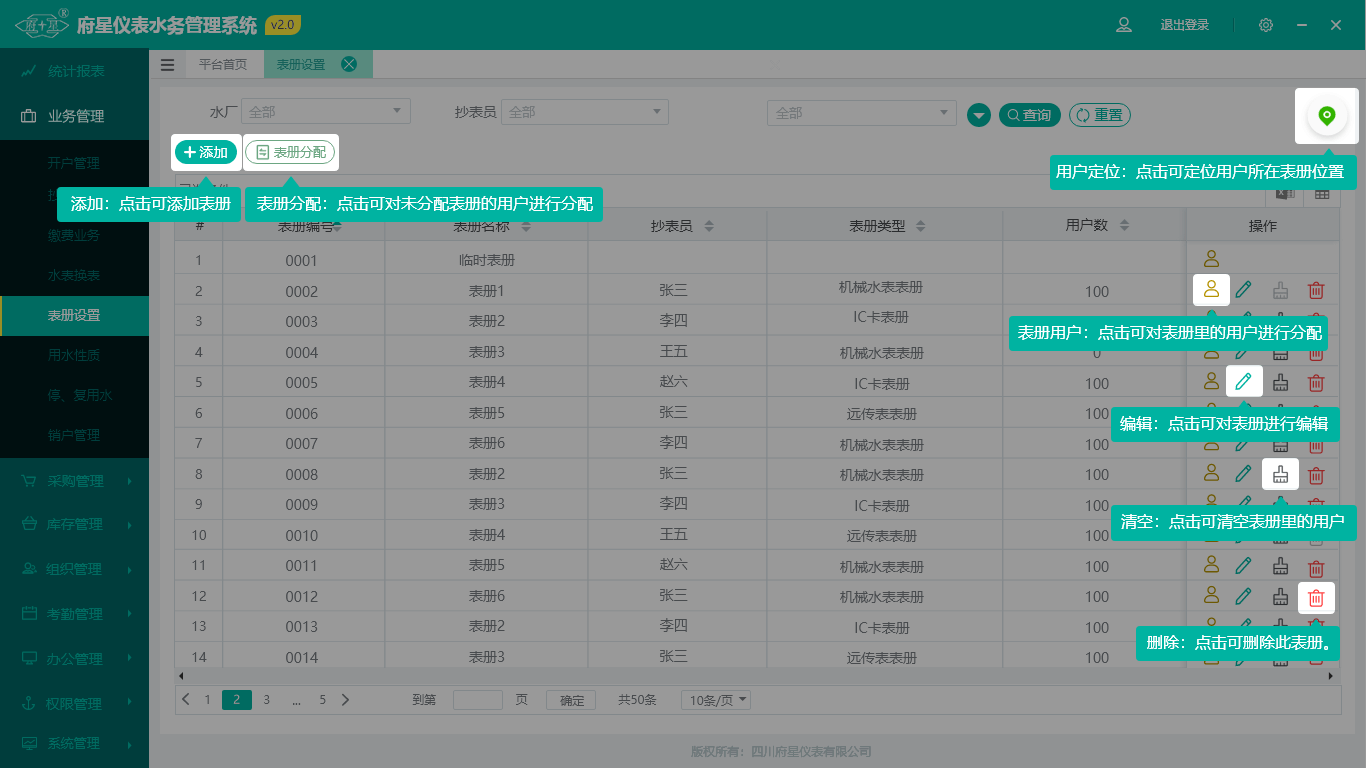 府星仪表水务管理系统 v2.0
退出登录
统计报表
业务管理
开户管理
缴费业务
水表换表
表册设置
用水性质
停、复用水
销户管理
采购管理
库存管理
组织管理
考勤管理
办公管理
权限管理
系统管理
平台首页 表册设置
水厂 全部 抄表员 全部 全部 查询 重置
添加 表册分配
用户定位：点击可定位用户所在表册位置
添加：点击可添加表册 表册分配：点击可对未分配表册的用户进行分配
# 表册编号 表册名称 抄表员 表册类型 用户数 操作
1 0001 临时表册
2 0002 表册1 张三 机械水表表册 100
3 0003 表册2 李四 IC卡表册
表册用户：点击可对表册里的用户进行分配
4 0004 表册3 王五 机械水表表册 0
5 0005 表册4 赵六 IC卡表册 100
6 0006 表册5 张三 远传表表册 100
编辑：点击可对表册进行编辑
7 0007 表册6 李四 机械水表表册 100
8 0008 表册2 张三 机械水表表册 100
9 0009 表册3 李四 IC卡表册 100
清空：点击可清空表册里的用户
10 0010 表册4 王五 远传表表册 100
11 0011 表册5 赵六 机械水表表册 100
12 0012 表册6 张三 机械水表表册 100
13 0013 表册2 李四 IC卡表册 100
删除：点击可删除此表册。
14 0014 表册3 张三 远传表表册 100
1 2 3 ... 5 到第 页 确定 共50条 10条/页
版权所有：四川府星仪表有限公司